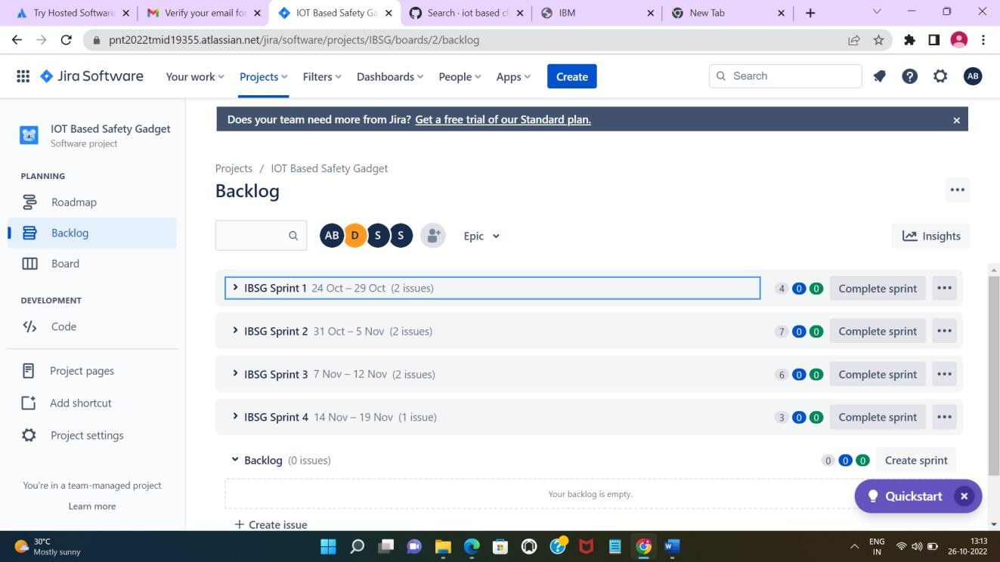 Try Hosted Software
Verify your email fo
IOT Based Safety Ga
Search · iot based c
IBM
New Tab
pnt2022tmid19355.atlassian.net/jira/software/projects/IBSG/boards/2/backlog
Jira Software
Your work
Projects
Filters
Dashboards
People
Apps
Create
Search
AB
Does your team need more from Jira? Get a free trial of our Standard plan.
IOT Based Safety Gadget
Software project
PLANNING
Roadmap
Backlog
Board
DEVELOPMENT
Code
Project pages
Add shortcut
Project settings
You're in a team-managed project
Learn more
Projects / IOT Based Safety Gadget
Backlog
AB D S S
Epic
Insights
IBSG Sprint 1 24 Oct – 29 Oct (2 issues) 4 0 0 Complete sprint
IBSG Sprint 2 31 Oct – 5 Nov (2 issues) 7 0 0 Complete sprint
IBSG Sprint 3 7 Nov – 12 Nov (2 issues) 6 0 0 Complete sprint
IBSG Sprint 4 14 Nov – 19 Nov (1 issue) 3 0 0 Complete sprint
Backlog (0 issues) 0 0 0 Create sprint
Your backlog is empty.
Quickstart
+ Create issue
30°C
Mostly sunny
ENG
IN
13:13
26-10-2022